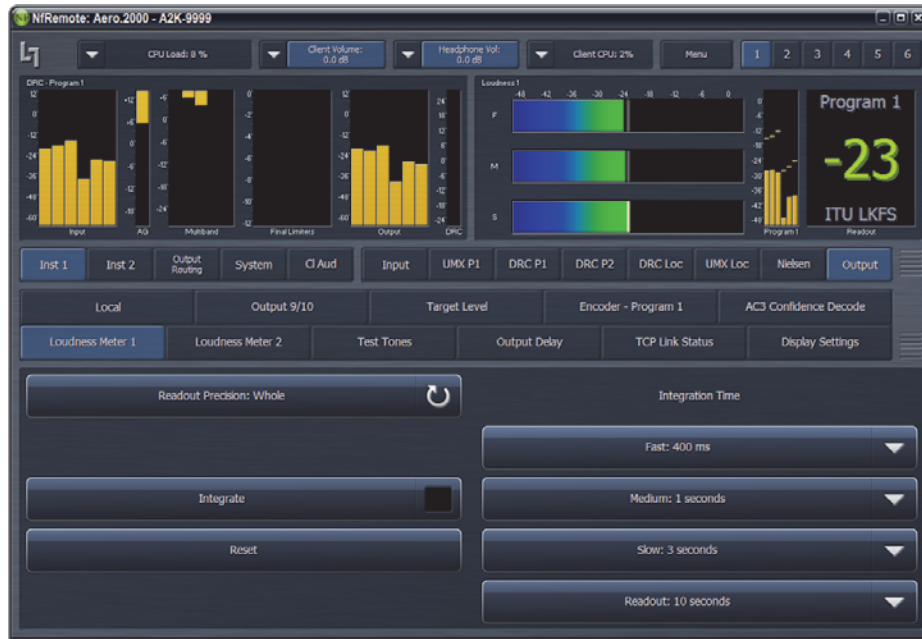 NfRemote: Aero.2000 - A2K-9999
CPU Load: 8 %
Client Volume:
0.0 dB
Headphone Vol:
0.0 dB
Client CPU: 2%
Menu
1 2 3 4 5 6
DRC - Program 1
Input
AG
Multiband
Final Limiters
Output
DRC
Loudness 1
-48 -42 -36 -30 -24 -18 -12 -6 0
F
M
S
Program 1
Program 1
-23
ITU LKFS
Readout
Inst 1
Inst 2
Output
Routing
System
Cl Aud
Input
UMX P1
DRC P1
DRC P2
DRC Loc
UMX Loc
Nielsen
Output
Local
Output 9/10
Target Level
Encoder - Program 1
AC3 Confidence Decode
Loudness Meter 1
Loudness Meter 2
Test Tones
Output Delay
TCP Link Status
Display Settings
Readout Precision: Whole
Integration Time
Fast: 400 ms
Integrate
Medium: 1 seconds
Reset
Slow: 3 seconds
Readout: 10 seconds